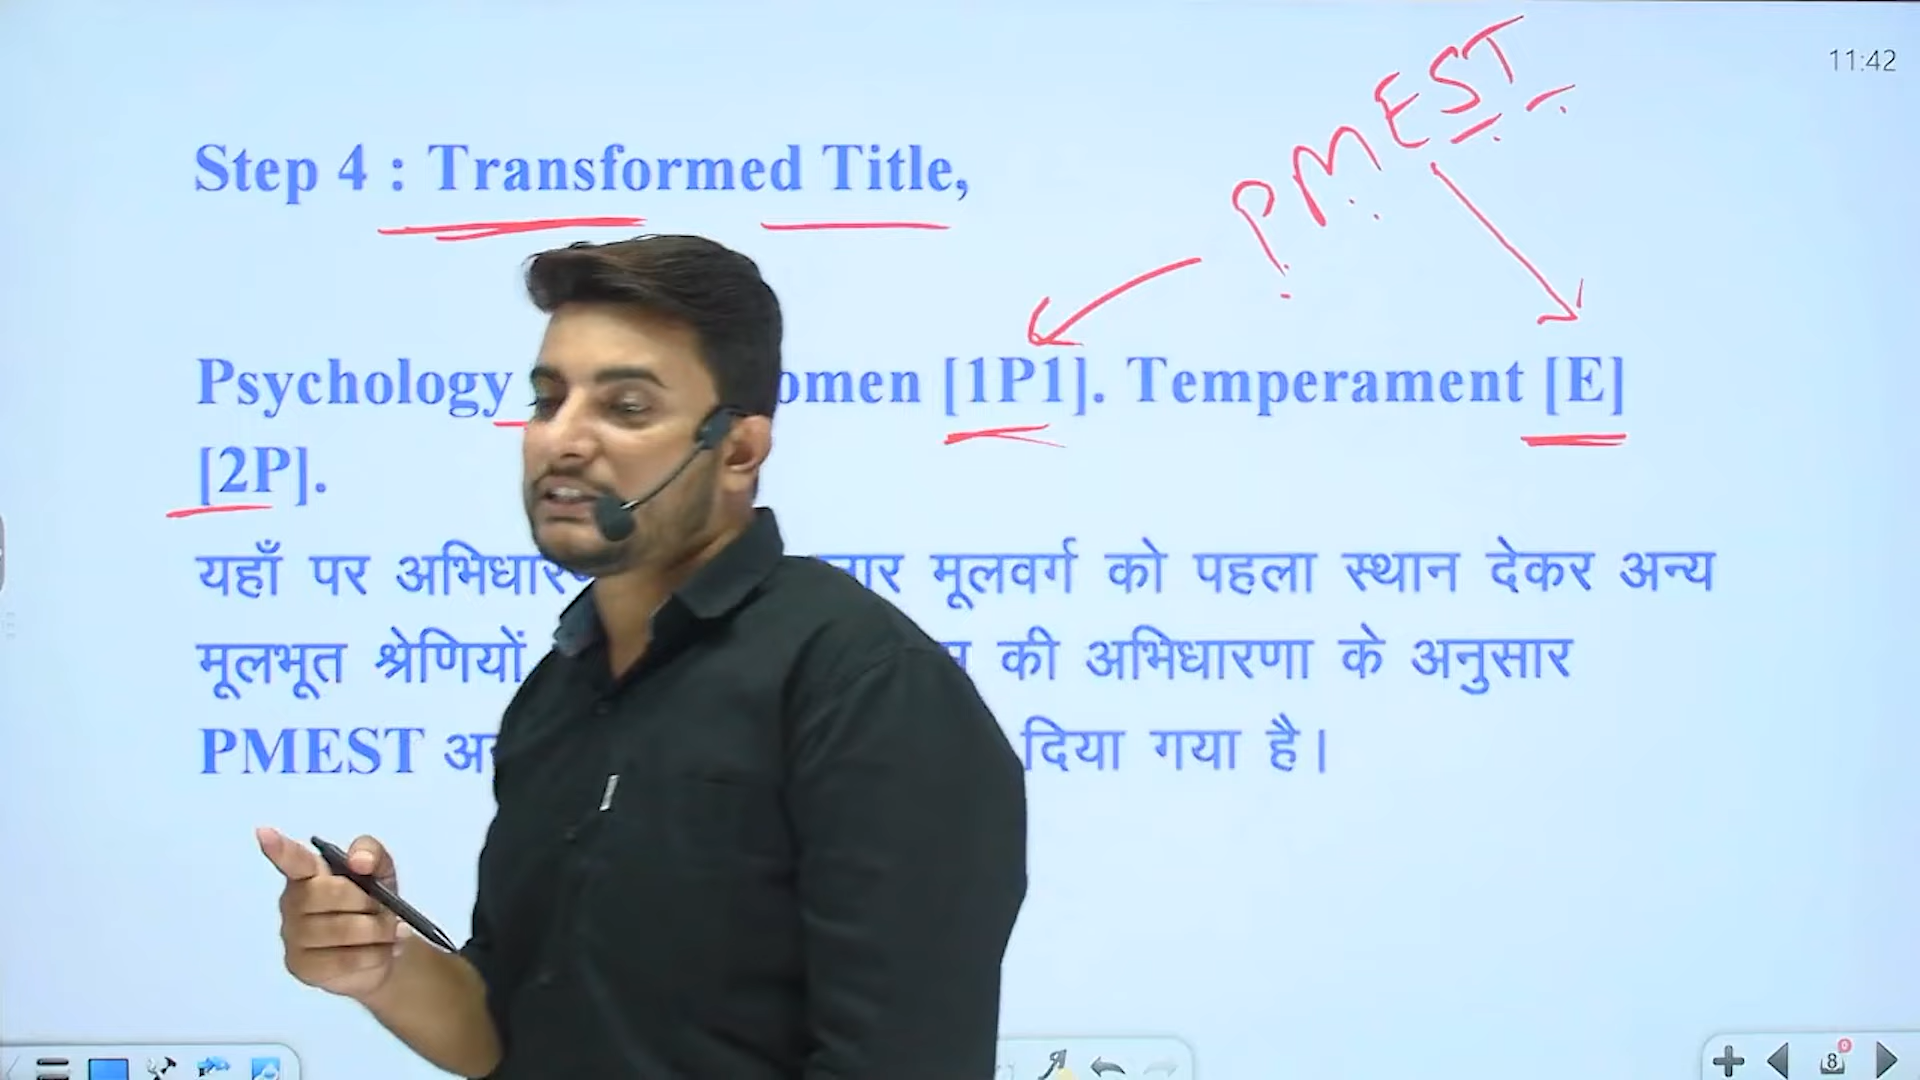 11:42
PMEST
Step 4 : Transformed Title,
Psychology omen [1P1]. Temperament [E]
[2P].
यहाँ पर मूलवर्ग को पहला स्थान देकर अन्य
मूलभूत श्रेणियों की अभिधारणा के अनुसार
PMEST दिया गया है।
8